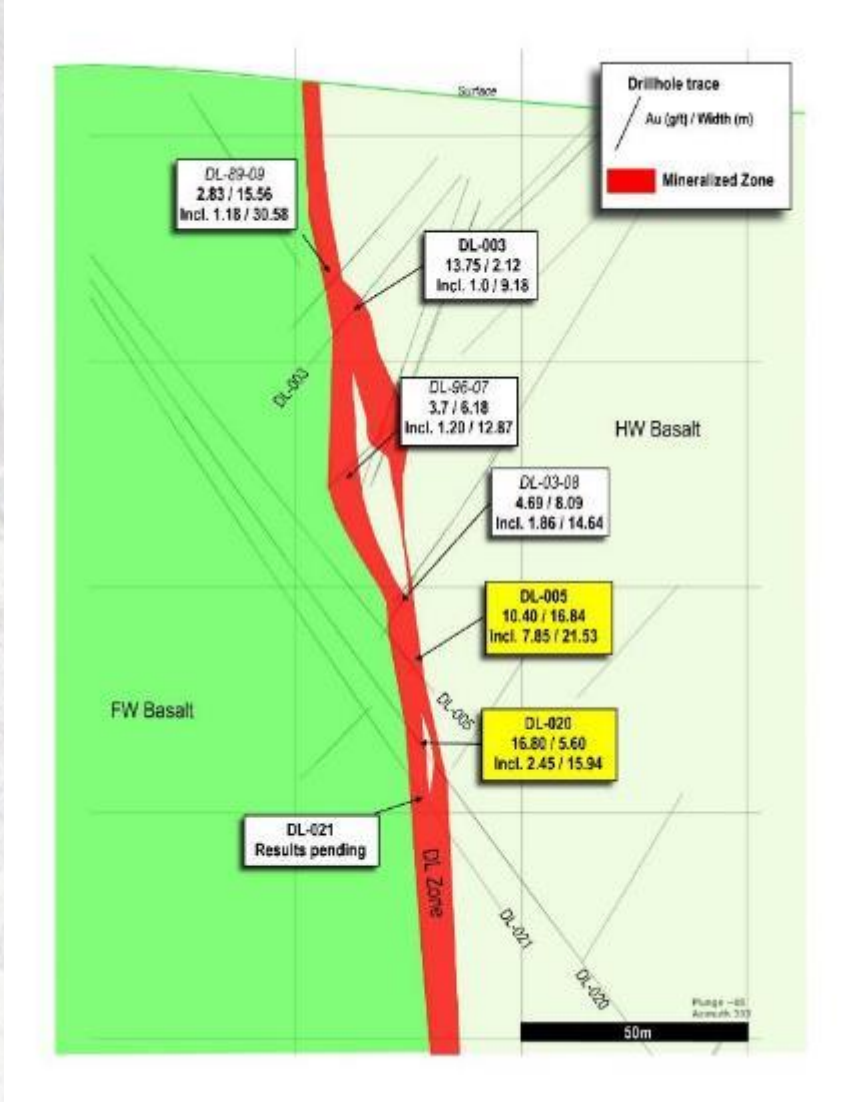 Surface
Drillhole trace
Au (g/t) / Width (m)
Mineralized Zone
DL-89-09
2.83 / 15.56
Incl. 1.18 / 30.58
DL-003
13.75 / 2.12
Incl. 1.0 / 9.18
DL-003
DL-96-07
3.7 / 6.18
Incl. 1.20 / 12.87
HW Basalt
DL-03-08
4.69 / 8.09
Incl. 1.86 / 14.64
DL-005
10.40 / 16.84
Incl. 7.85 / 21.53
FW Basalt
DL-005
DL-020
16.80 / 5.60
Incl. 2.45 / 15.94
DL-021
Results pending
DL Zone
DL-021
DL-020
Plunge
Azimuth
50m